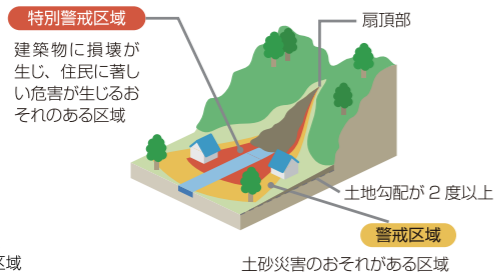 特別警戒区域
建築物に損壊が
生じ、住民に著し
い危害が生じるお
それのある区域
扇頂部
土地勾配が2度以上
警戒区域
土砂災害のおそれがある区域
区域